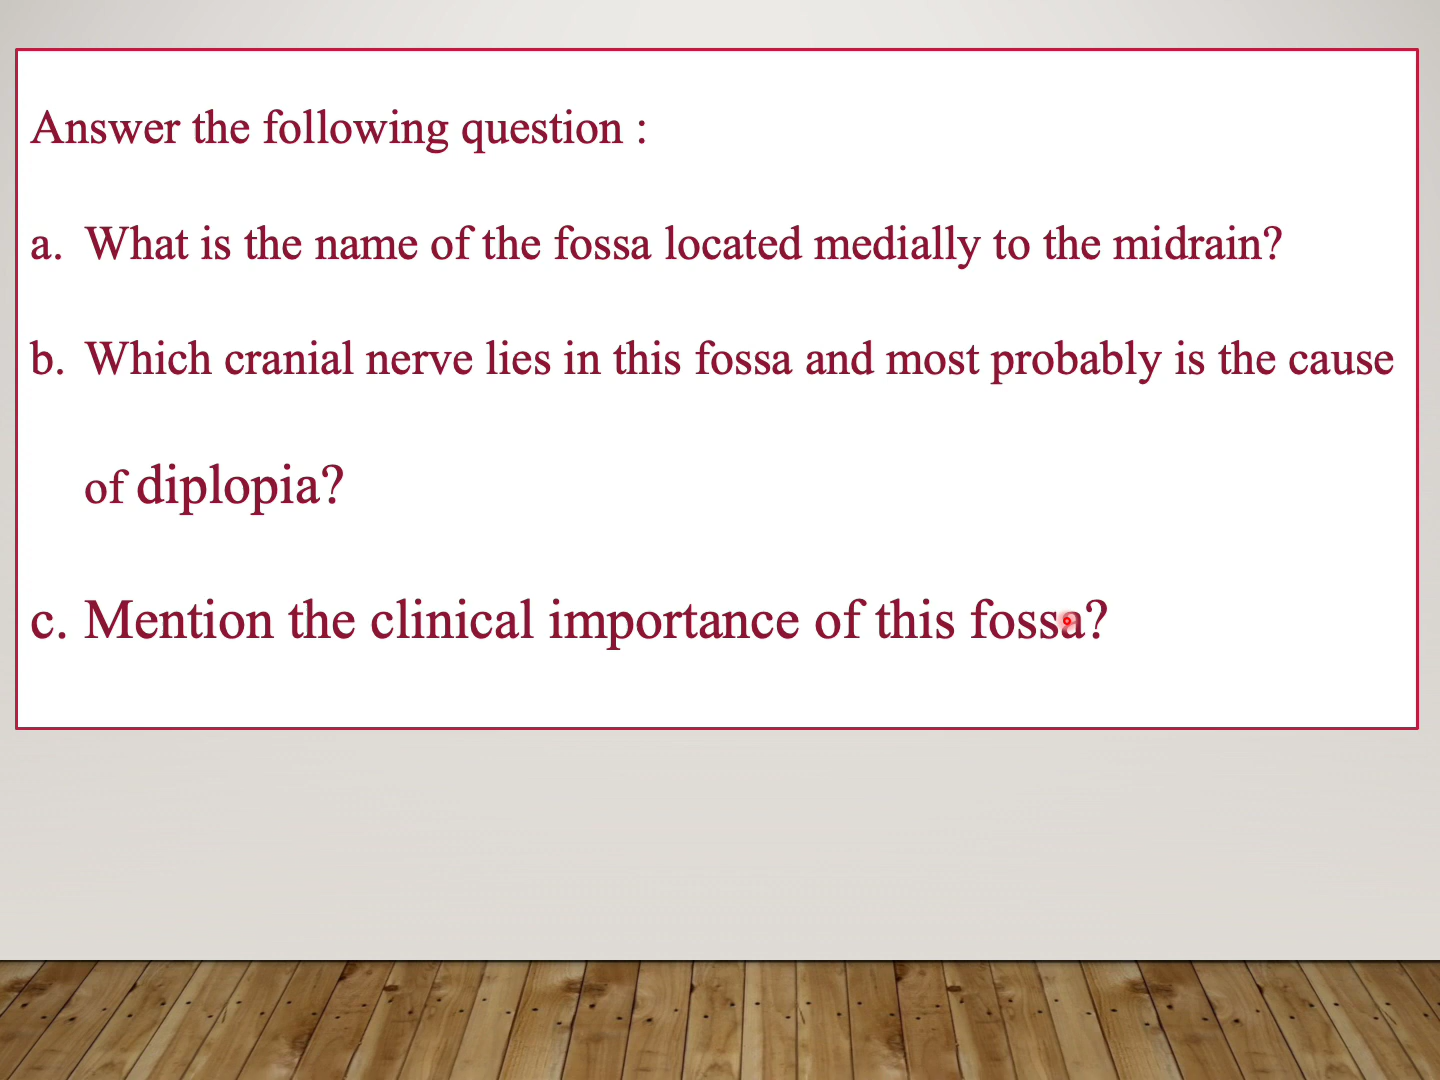 Answer the following question :
a. What is the name of the fossa located medially to the midrain?
b. Which cranial nerve lies in this fossa and most probably is the cause
of diplopia?
c. Mention the clinical importance of this fossa?